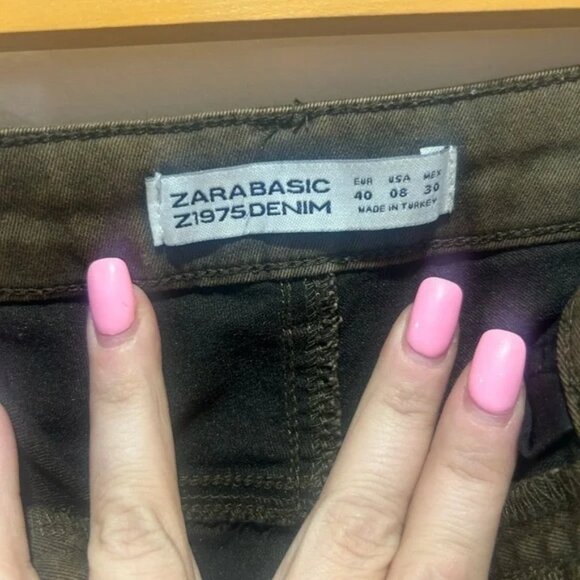 ZARABASIC
Z1975DENIM
EUR USA MEX
40 08 30
MADE IN TURKEY